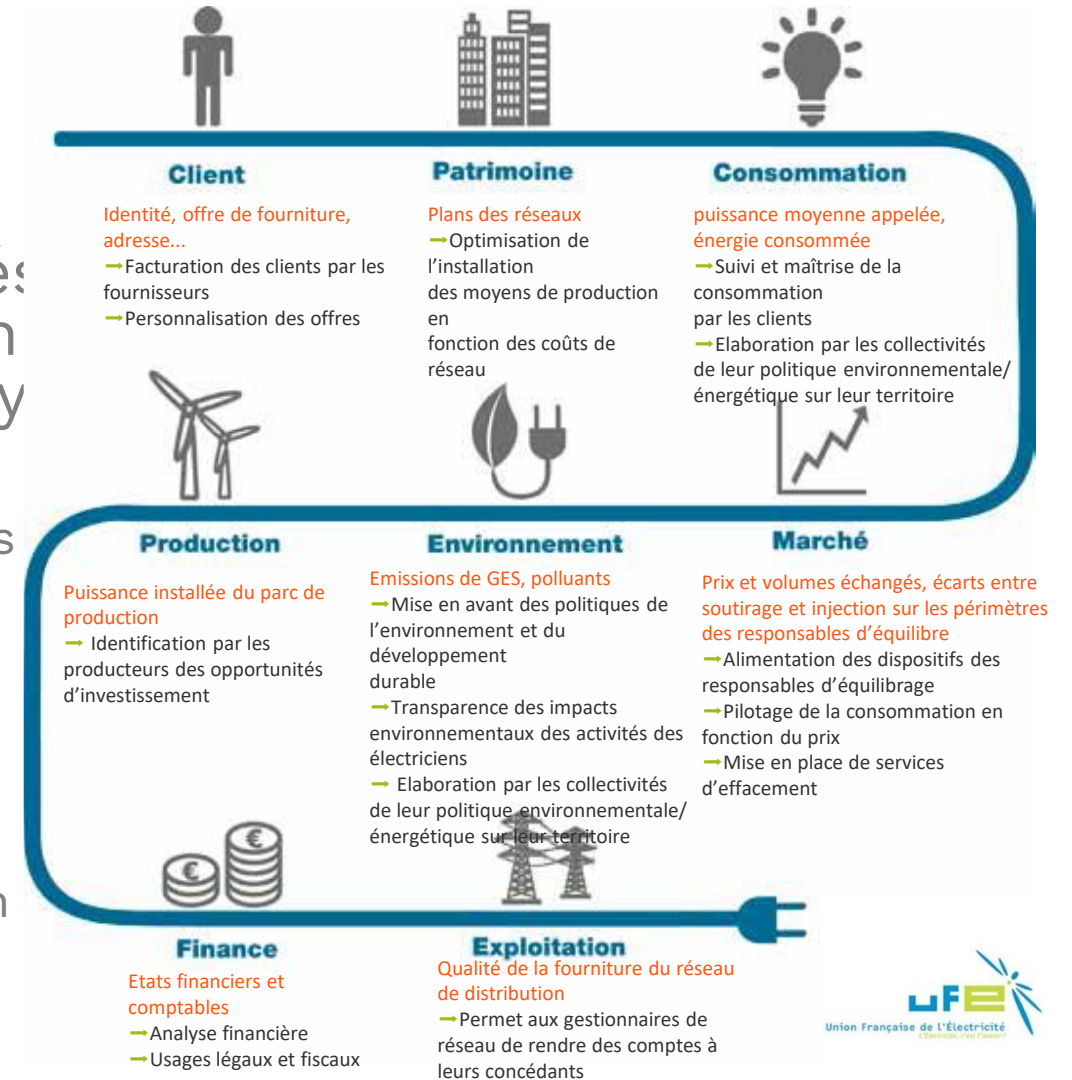 Client
Identité, offre de fourniture,
adresse...
→Facturation des clients par les
fournisseurs
→Personnalisation des offres
Patrimoine
Plans des réseaux
→Optimisation de
l'installation
des moyens de production
en
fonction des coûts de
réseau
Consommation
puissance moyenne appelée,
énergie consommée
→Suivi et maîtrise de la
consommation
par les clients
→Elaboration par les collectivités
de leur politique environnementale/
énergétique sur leur territoire
Production
Puissance installée du parc de
production
→ Identification par les
producteurs des opportunités
d'investissement
Environnement
Emissions de GES, polluants
→Mise en avant des politiques de
l'environnement et du
développement
durable
→Transparence des impacts
environnementaux des activités des
électriciens
→ Elaboration par les collectivités
de leur politique environnementale/
énergétique sur leur territoire
Marché
Prix et volumes échangés, écarts entre
soutirage et injection sur les périmètres
des responsables d'équilibre
→Alimentation des dispositifs des
responsables d'équilibrage
→Pilotage de la consommation en
fonction du prix
→Mise en place de services
d'effacement
€ €
Finance
Etats financiers et
comptables
→Analyse financière
→Usages légaux et fiscaux
Exploitation
Qualité de la fourniture du réseau
de distribution
→Permet aux gestionnaires de
réseau de rendre des comptes à
leurs concédants
ufe
Union Française de l'Électricité
L'électricité, c'est l'avenir !